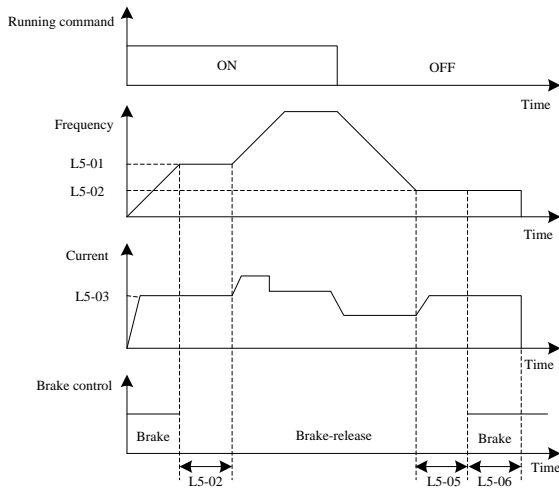 Running command
ON
OFF
Time
Frequency
L5-01
L5-02
Time
Current
L5-03
Time
Brake control
Brake
Brake-release
Brake
Time
L5-02
L5-05
L5-06